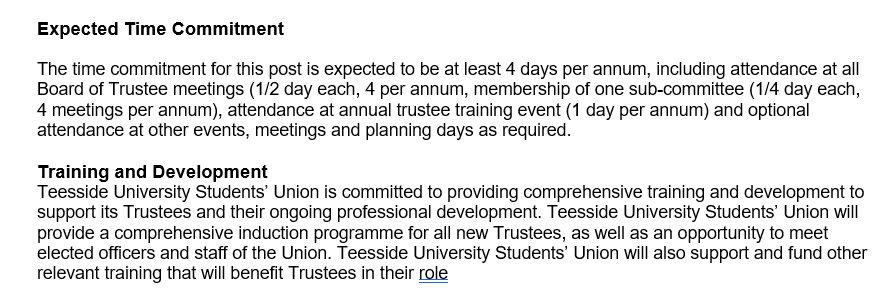 Expected Time Commitment
The time commitment for this post is expected to be at least 4 days per annum, including attendance at all
Board of Trustee meetings (1/2 day each, 4 per annum, membership of one sub-committee (1/4 day each,
4 meetings per annum), attendance at annual trustee training event (1 day per annum) and optional
attendance at other events, meetings and planning days as required.
Training and Development
Teesside University Students’ Union is committed to providing comprehensive training and development to
support its Trustees and their ongoing professional development. Teesside University Students’ Union will
provide a comprehensive induction programme for all new Trustees, as well as an opportunity to meet
elected officers and staff of the Union. Teesside University Students’ Union will also support and fund other
relevant training that will benefit Trustees in their role